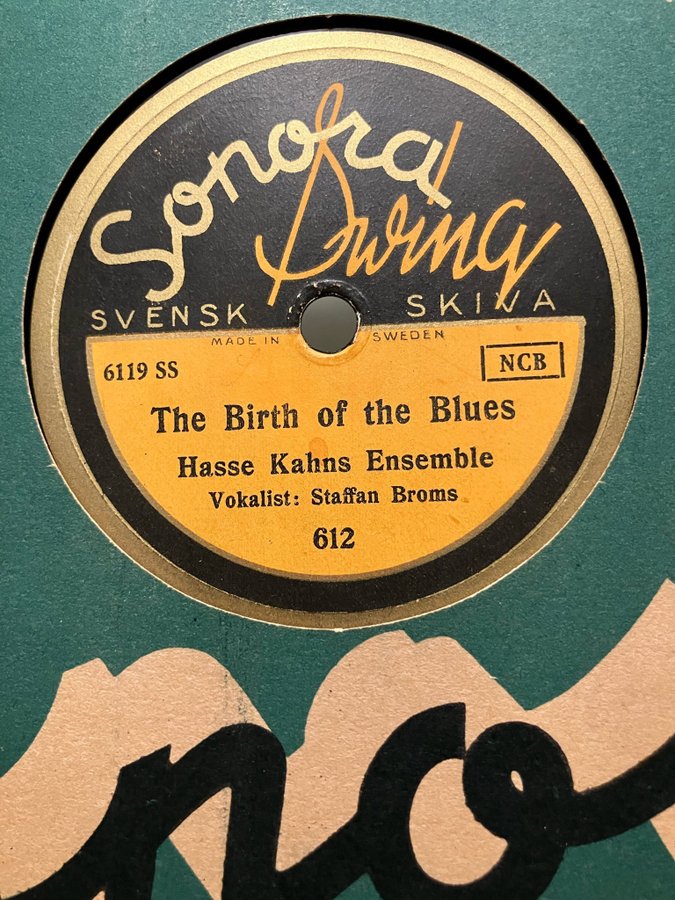 Sonora
Swing
SVENSK SKIVA
MADE IN SWEDEN
6119 SS
NCB
The Birth of the Blues
Hasse Kahns Ensemble
Vokalist: Staffan Broms
612
no